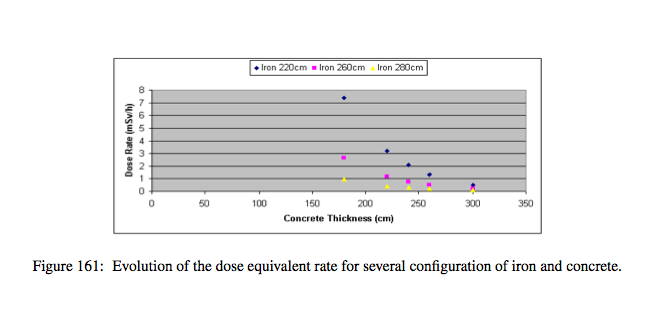 Iron 220cm Iron 260cm Iron 280cm
8
7
6
5
4
3
2
1
0
Dose Rate (mSv/h)
0 50 100 150 200 250 300 350
Concrete Thickness (cm)
Figure 161: Evolution of the dose equivalent rate for several configuration of iron and concrete.